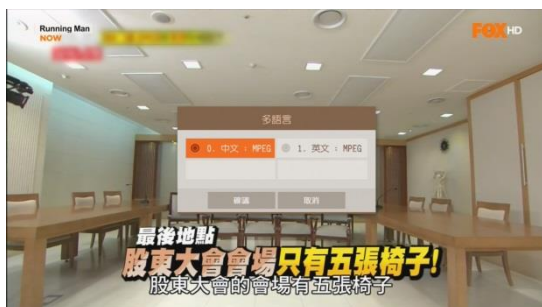 Running Man
NOW
FOX HD
多語言
0. 中文 : MPEG
1. 英文 : MPEG
確認
取消
最後地點
股東大會會場只有五張椅子!
股東大會的會場有五張椅子